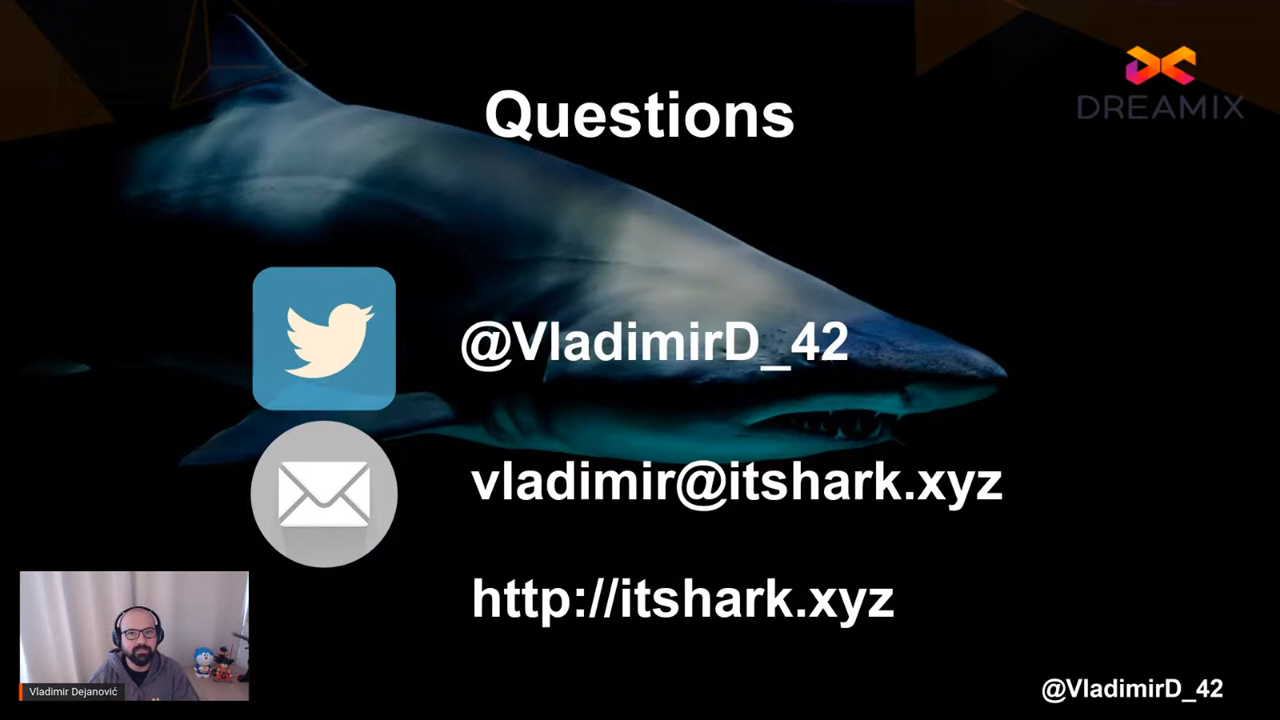 DREAMIX
Questions
@VladimirD_42
vladimir@itshark.xyz
http://itshark.xyz
Vladimir Dejanović
@VladimirD_42